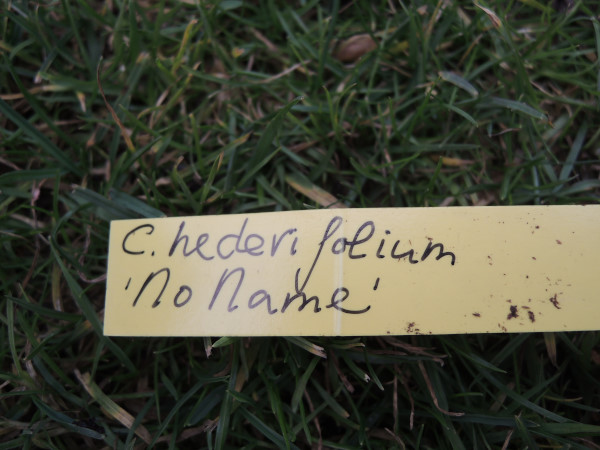 C. hederifolium
'No Name'